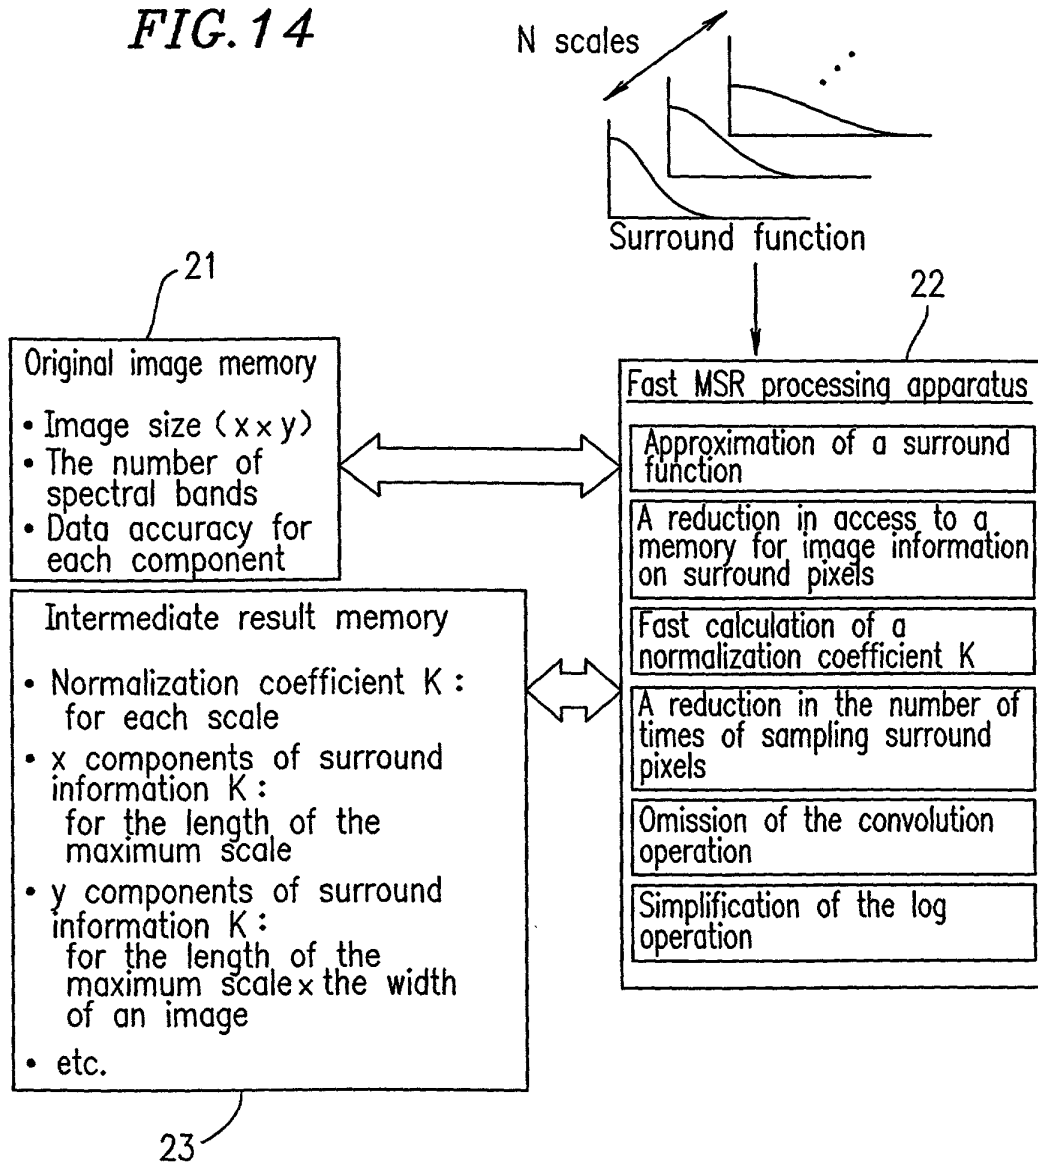 FIG.14
N scales
Surround function
21
22
Original image memory
• Image size (x×y)
• The number of
spectral bands
• Data accuracy for
each component
Fast MSR processing apparatus
Approximation of a surround
function
A reduction in access to a
memory for image information
on surround pixels
Fast calculation of a
normalization coefficient K
A reduction in the number of
times of sampling surround
pixels
Omission of the convolution
operation
Simplification of the log
operation
Intermediate result memory
• Normalization coefficient K:
for each scale
• x components of surround
information K:
for the length of the
maximum scale
• y components of surround
information K:
for the length of the
maximum scale×the width
of an image
• etc.
23